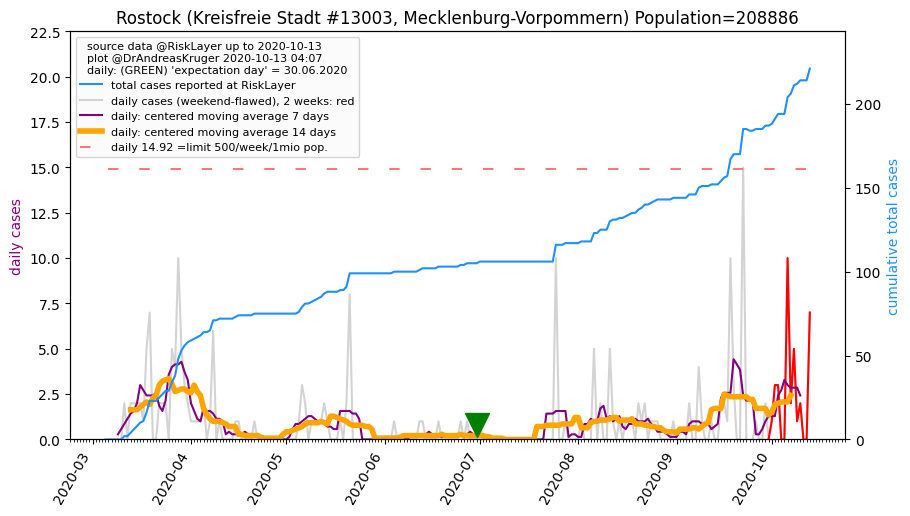 Rostock (Kreisfreie Stadt #13003, Mecklenburg-Vorpommern) Population=208886
source data @RiskLayer up to 2020-10-13
plot @DrAndreasKruger 2020-10-13 04:07
daily: (GREEN) 'expectation day' = 30.06.2020
total cases reported at RiskLayer
daily cases (weekend-flawed), 2 weeks: red
daily: centered moving average 7 days
daily: centered moving average 14 days
daily 14.92 =limit 500/week/1mio pop.
daily cases
22.5
20.0
17.5
15.0
12.5
10.0
7.5
5.0
2.5
0.0
cumulative total cases
200
150
100
50
0
2020-03
2020-04
2020-05
2020-06
2020-07
2020-08
2020-09
2020-10